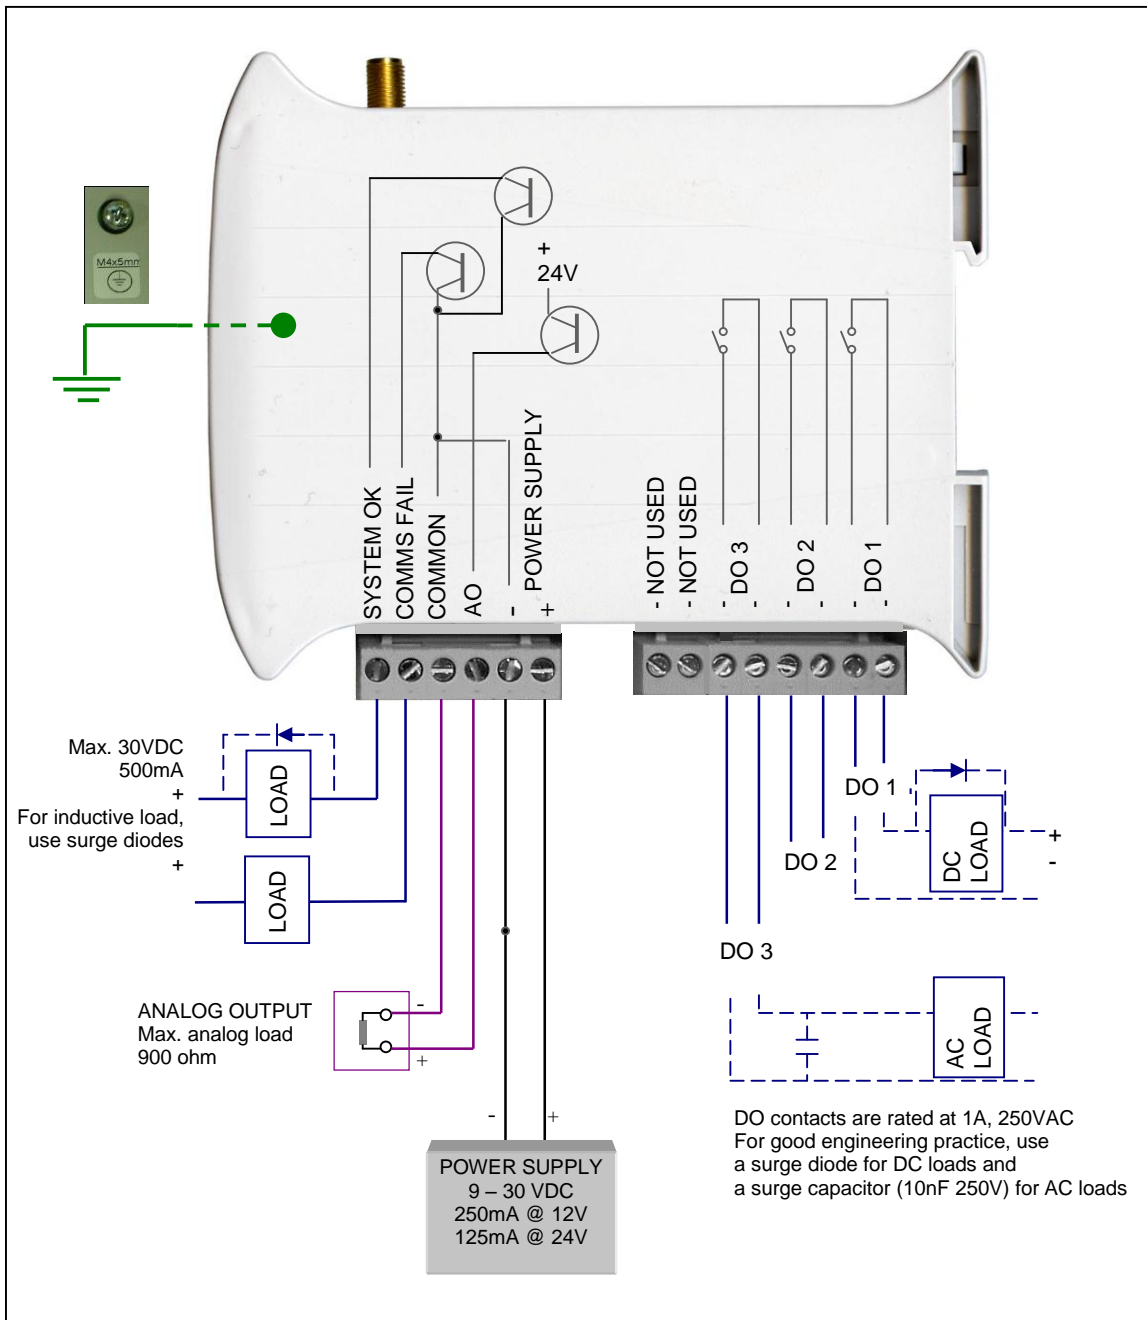 M4x5mm
+
24V
SYSTEM OK
COMMS FAIL
COMMON
AO
-
+
POWER SUPPLY
- NOT USED
- NOT USED
- DO 3 -
- DO 2 -
- DO 1 -
Max. 30VDC
500mA
+
For inductive load,
use surge diodes
+
LOAD
LOAD
ANALOG OUTPUT
Max. analog load
900 ohm
-
+
-
+
POWER SUPPLY
9 – 30 VDC
250mA @ 12V
125mA @ 24V
DO 1
DO 2
DO 3
DC
LOAD
+
-
AC
LOAD
DO contacts are rated at 1A, 250VAC
For good engineering practice, use
a surge diode for DC loads and
a surge capacitor (10nF 250V) for AC loads